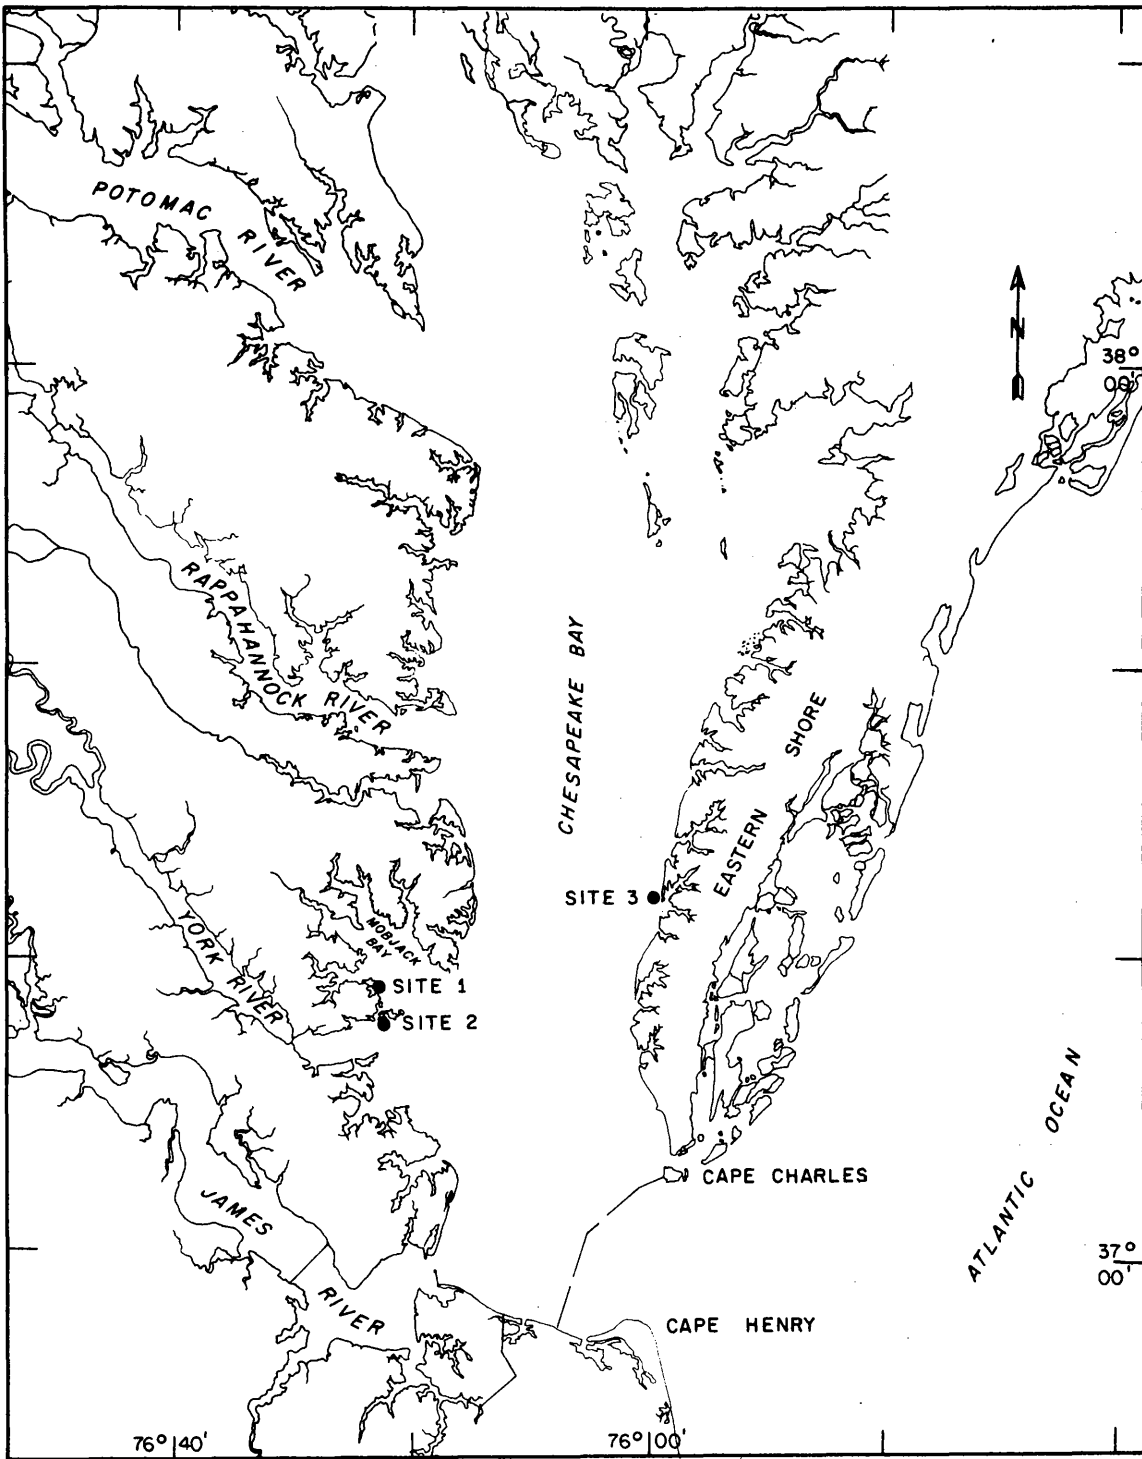 POTOMAC RIVER
N
38°
00'
RAPPAHANNOCK RIVER
CHESAPEAKE BAY
EASTERN SHORE
SITE 3
MOBJACK
BAY
YORK RIVER
SITE 1
SITE 2
ATLANTIC OCEAN
CAPE CHARLES
JAMES RIVER
37°
00'
CAPE HENRY
76°40'
76°00'